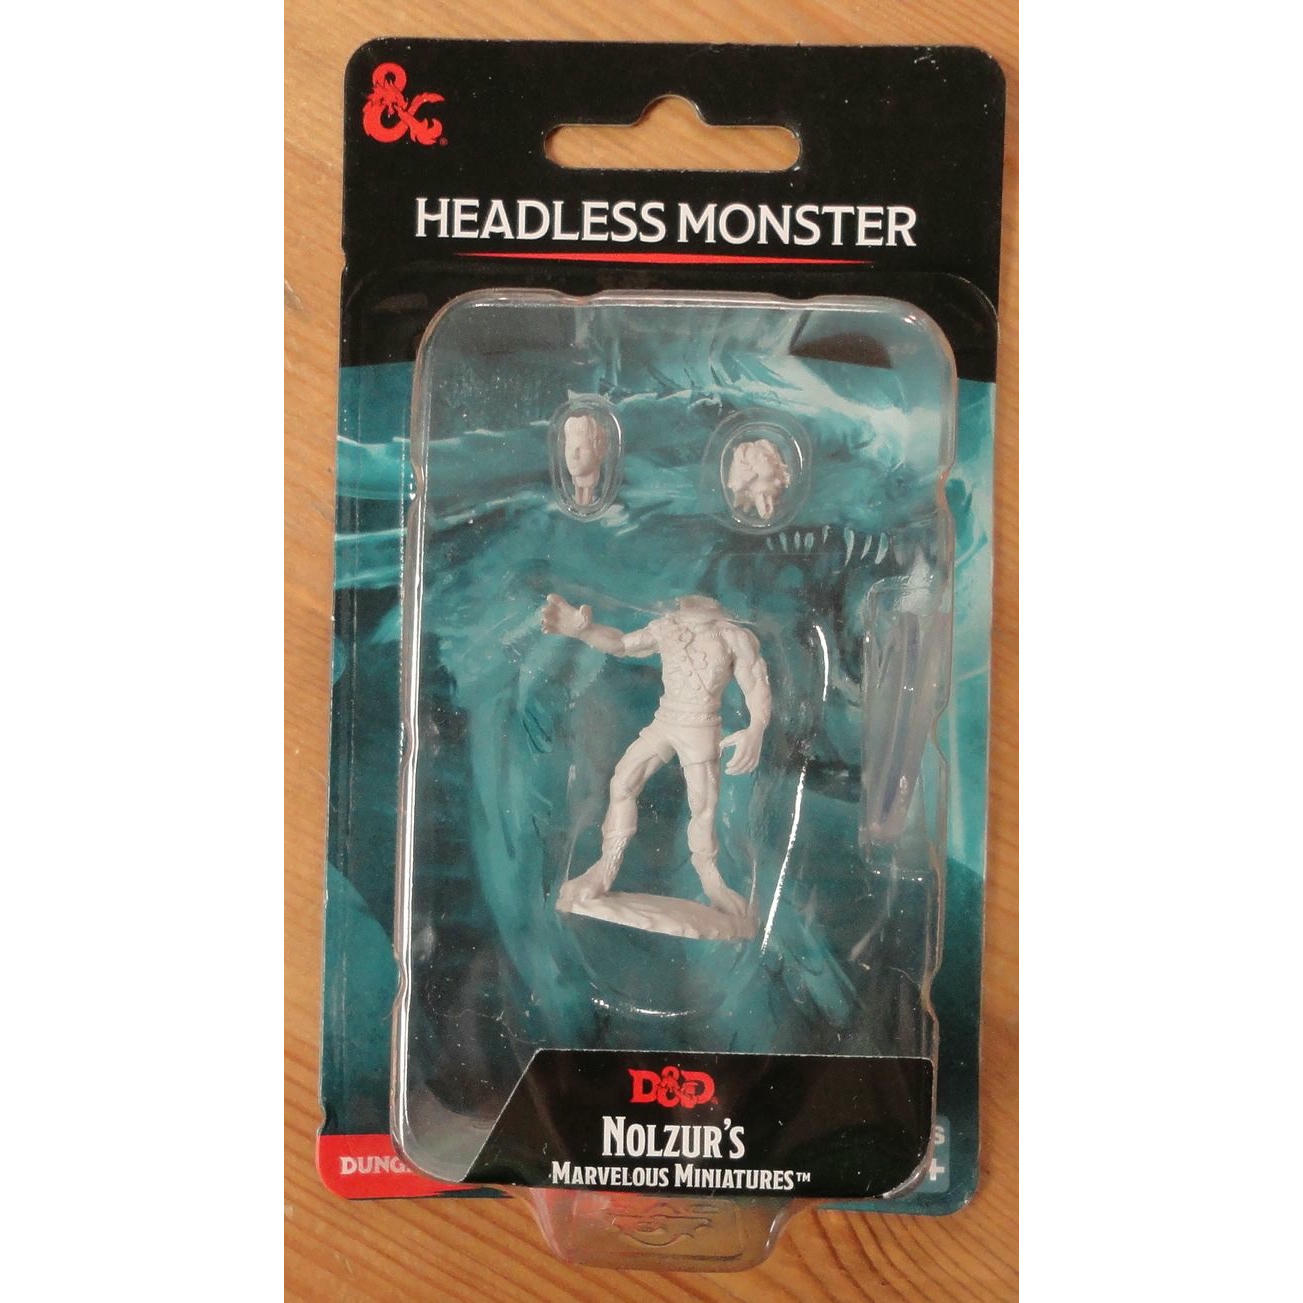 &
HEADLESS MONSTER
D&D
NOLZUR'S
MARVELOUS MINIATURES™